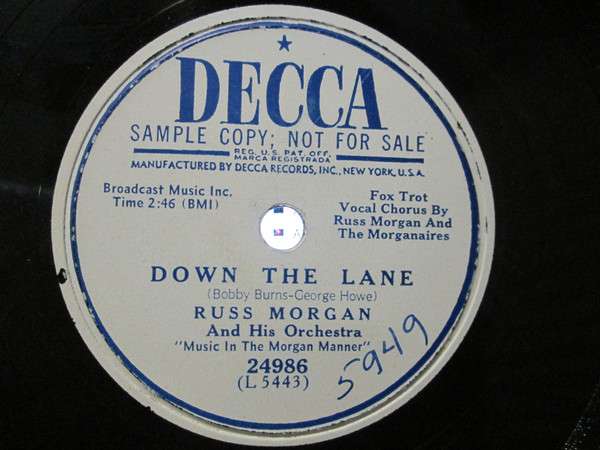 DECCA
SAMPLE COPY; NOT FOR SALE
REG. U.S. PAT. OFF.
MARCA REGISTRADA
MANUFACTURED BY DECCA RECORDS, INC., NEW YORK, U.S.A.
Broadcast Music Inc.
Time 2:46 (BMI)
Fox Trot
Vocal Chorus By
Russ Morgan And
The Morganaires
DOWN THE LANE
(Bobby Burns-George Howe)
RUSS MORGAN
And His Orchestra
"Music In The Morgan Manner"
24986
(L 5443)
5949